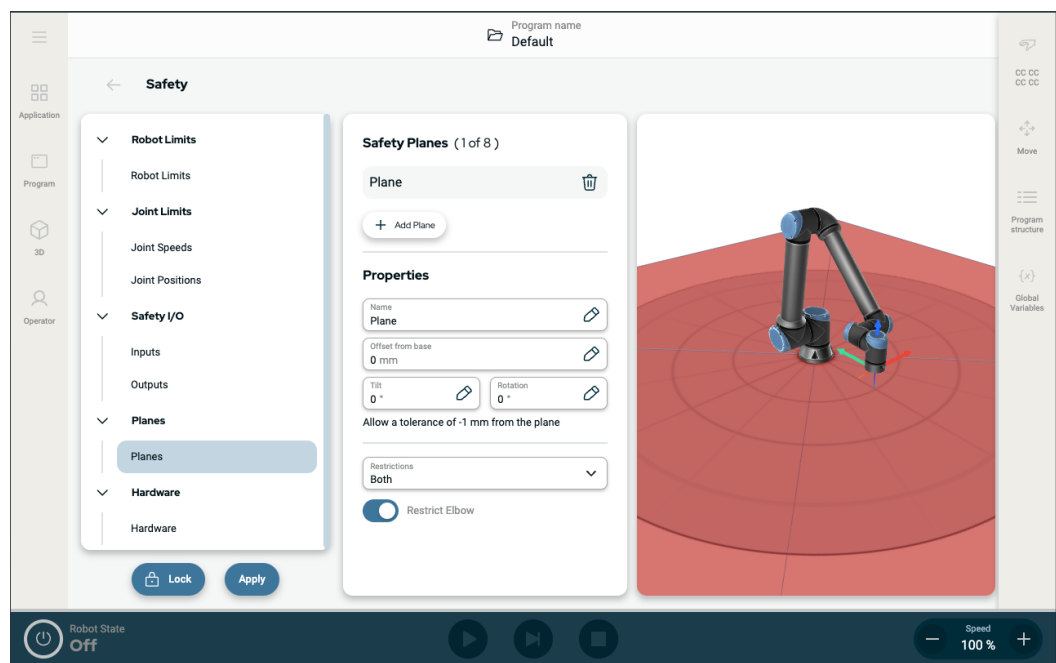 Program name
Default
Safety
Application
Program
3D
Operator
Robot Limits
Robot Limits
Joint Limits
Joint Speeds
Joint Positions
Safety I/O
Inputs
Outputs
Planes
Planes
Hardware
Hardware
Lock
Apply
Safety Planes (1 of 8)
Plane
+ Add Plane
Properties
Name
Plane
Offset from base
0 mm
Tilt
0 °
Rotation
0 °
Allow a tolerance of -1 mm from the plane
Restrictions
Both
Restrict Elbow
CC CC
CC CC
Move
Program
structure
{x}
Global
Variables
Robot State
Off
Speed
100 %